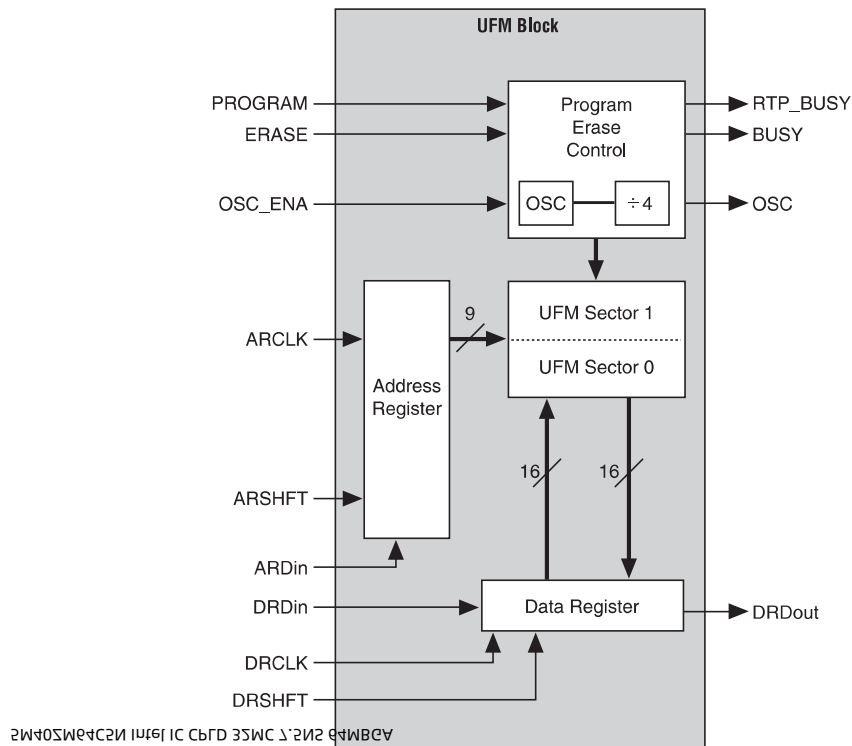 UFM Block
PROGRAM
ERASE
OSC_ENA
Program
Erase
Control
OSC
÷4
RTP_BUSY
BUSY
OSC
ARCLK
ARSHFT
ARDin
Address
Register
9
UFM Sector 1
UFM Sector 0
16
16
DRDin
DRCLK
DRSHFT
Data Register
DRDout
5M40ZM64C5N Intel IC CPLD 32MC 7.5NS 64MBGA